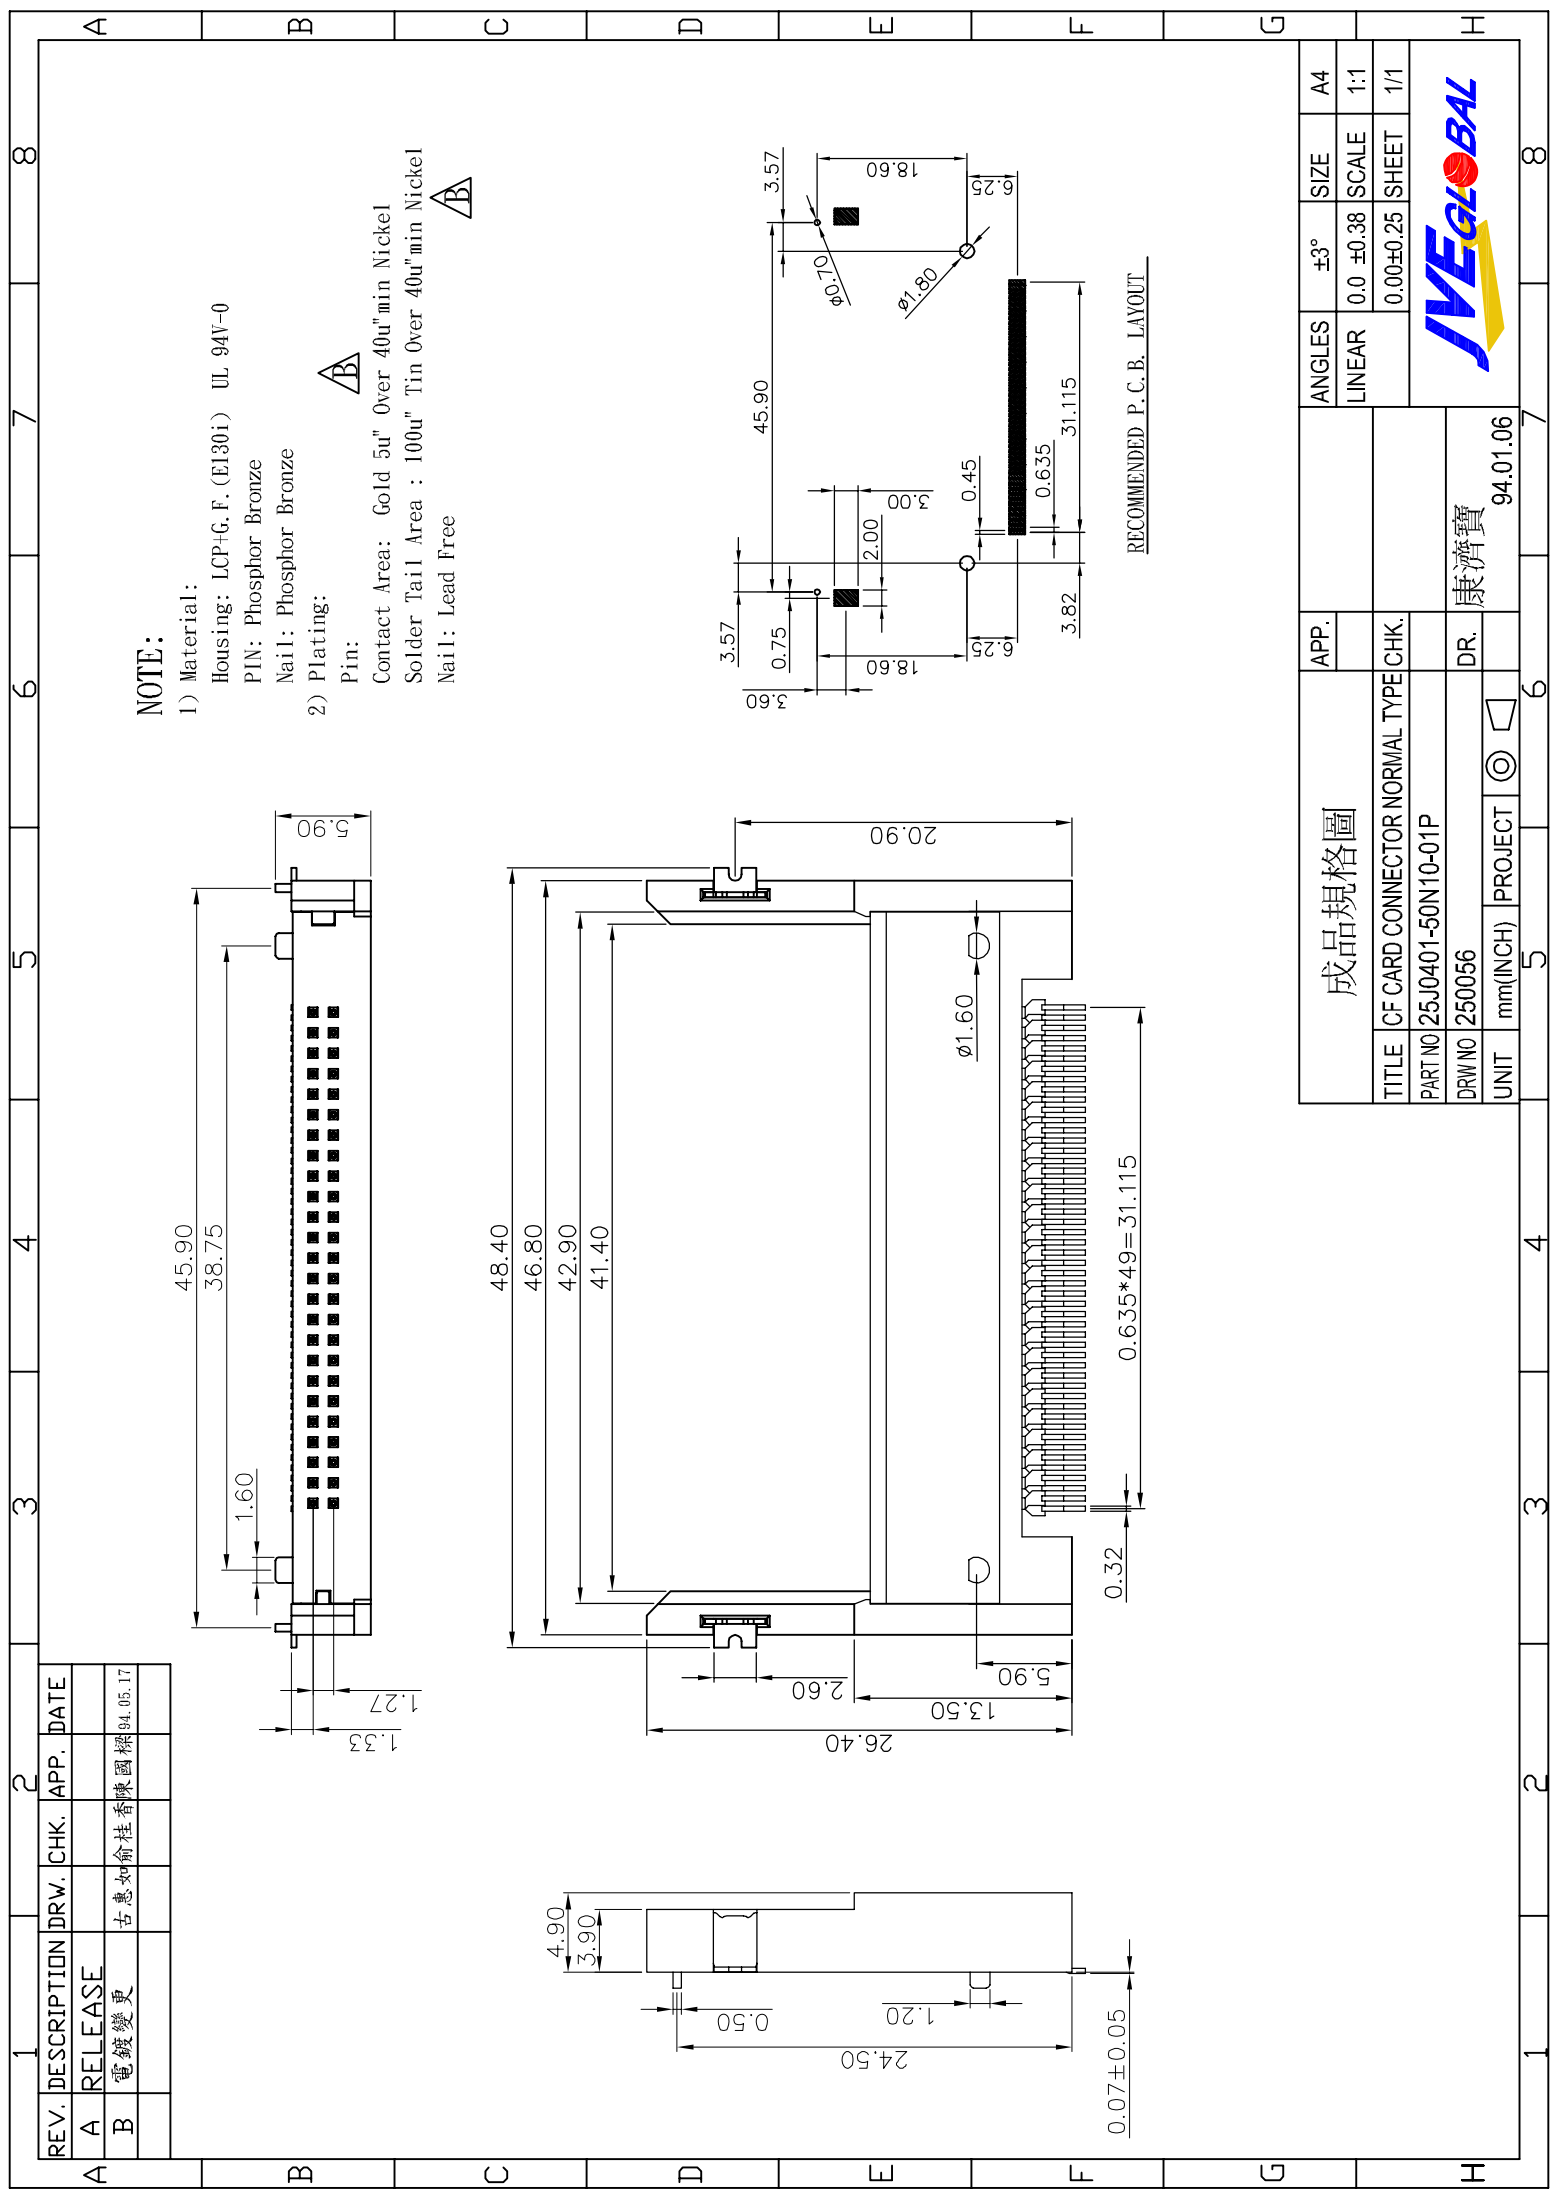 1 2 3 4 5 6 7 8
A B C D E F G H
REV. DESCRIPTION DRW. CHK. APP. DATE
A RELEASE
B 電鍍變更 古惠如 俞桂香 陳國樑 94.05.17
45.90
38.75
1.60
5.90
1.27
1.33
48.40
46.80
42.90
41.40
20.90
ø1.60
2.60
5.90
13.50
26.40
0.635*49=31.115
0.32
4.90
3.90
0.50
1.20
24.50
0.07±0.05
NOTE:
1) Material:
Housing: LCP+G.F.(E130i) UL 94V-0
PIN: Phosphor Bronze
Nail: Phosphor Bronze
2) Plating:
B
Pin:
Contact Area: Gold 5u" Over 40u"min Nickel
Solder Tail Area : 100u" Tin Over 40u"min Nickel
Nail: Lead Free
B
3.57
45.90
3.57
0.75
3.60
18.60
18.60
ø0.70
ø1.80
3.00
2.00
0.45
6.25
6.25
0.635
31.115
3.82
RECOMMENDED P.C.B. LAYOUT
成品規格圖
APP.
ANGLES ±3° SIZE A4
LINEAR 0.0 ±0.38 SCALE 1:1
0.00±0.25 SHEET 1/1
TITLE CF CARD CONNECTOR NORMAL TYPE CHK.
PART NO 25J0401-50N10-01P
DRW NO 250056 DR. 康濟寶 94.01.06
UNIT mm(INCH) PROJECT
JVE GLOBAL
1 2 3 4 5 6 7 8
A B C D E F G H